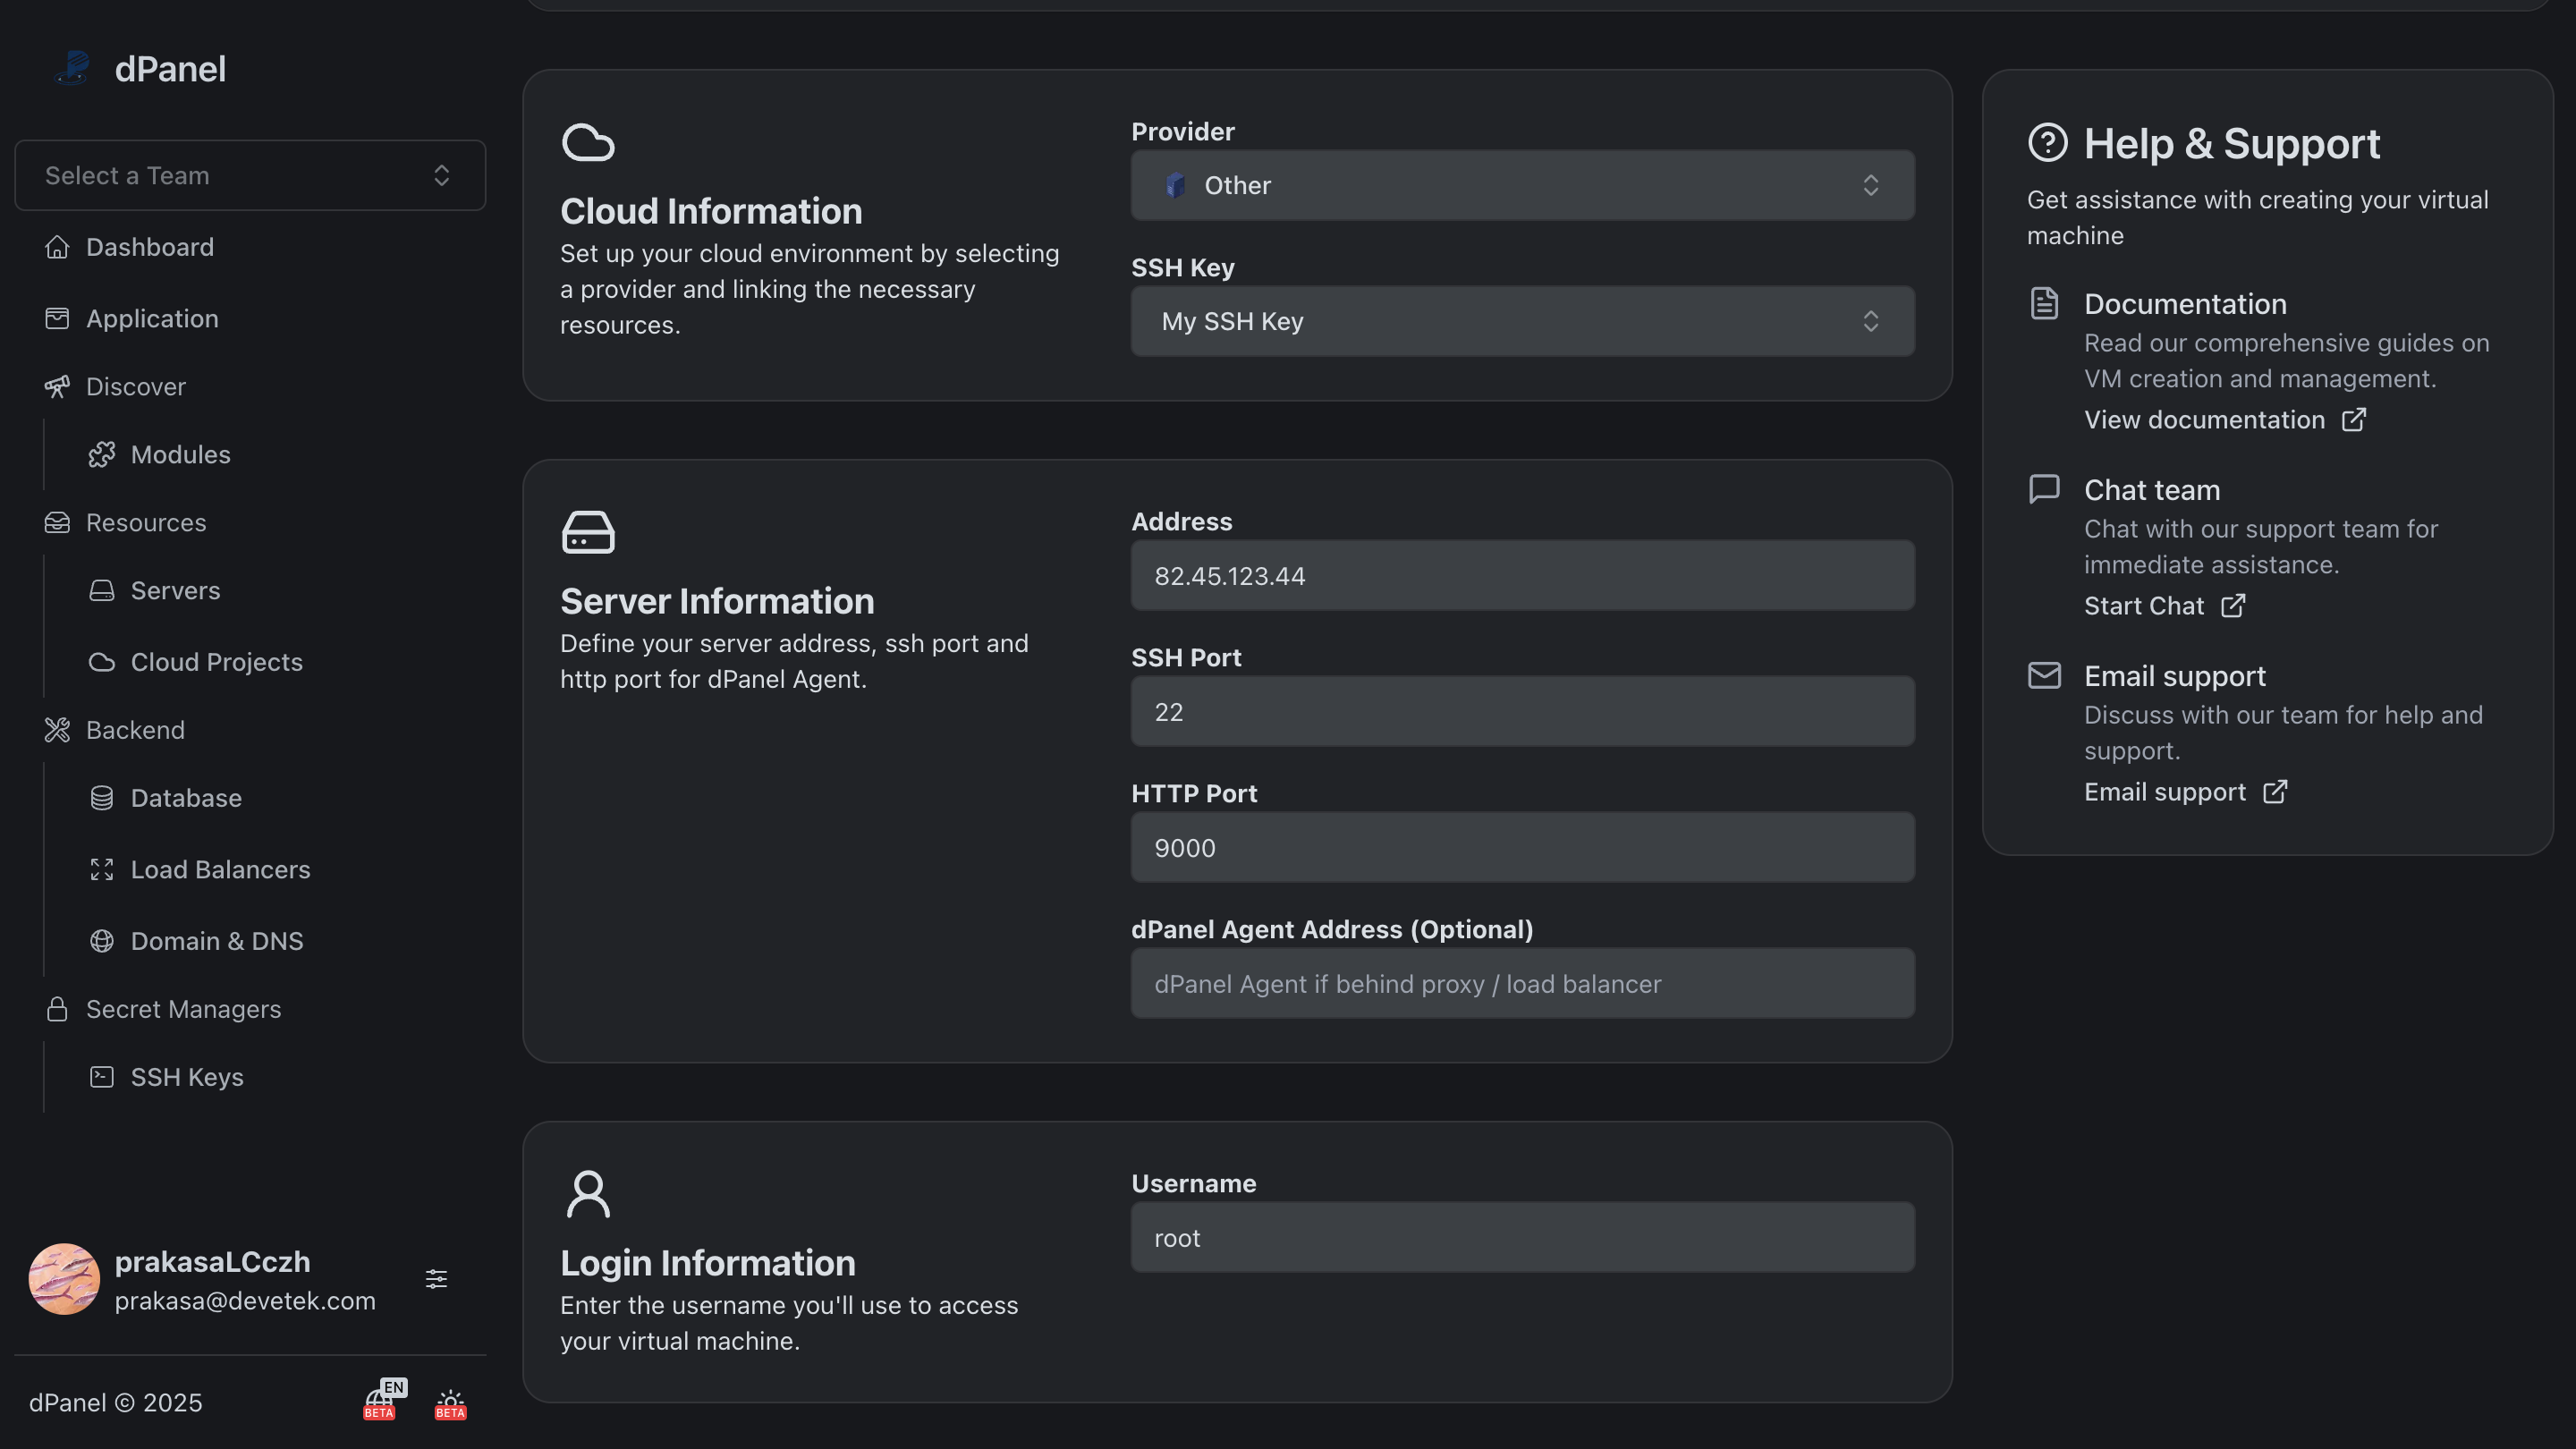 dPanel
Select a Team
Dashboard
Application
Discover
Modules
Resources
Servers
Cloud Projects
Backend
Database
Load Balancers
Domain & DNS
Secret Managers
SSH Keys
prakasaLCczh
prakasa@devetek.com
dPanel © 2025
EN
BETA
BETA
Cloud Information
Set up your cloud environment by selecting
a provider and linking the necessary
resources.
Provider
Other
SSH Key
My SSH Key
Server Information
Define your server address, ssh port and
http port for dPanel Agent.
Address
82.45.123.44
SSH Port
22
HTTP Port
9000
dPanel Agent Address (Optional)
dPanel Agent if behind proxy / load balancer
Login Information
Enter the username you'll use to access
your virtual machine.
Username
root
Help & Support
Get assistance with creating your virtual
machine
Documentation
Read our comprehensive guides on
VM creation and management.
View documentation
Chat team
Chat with our support team for
immediate assistance.
Start Chat
Email support
Discuss with our team for help and
support.
Email support